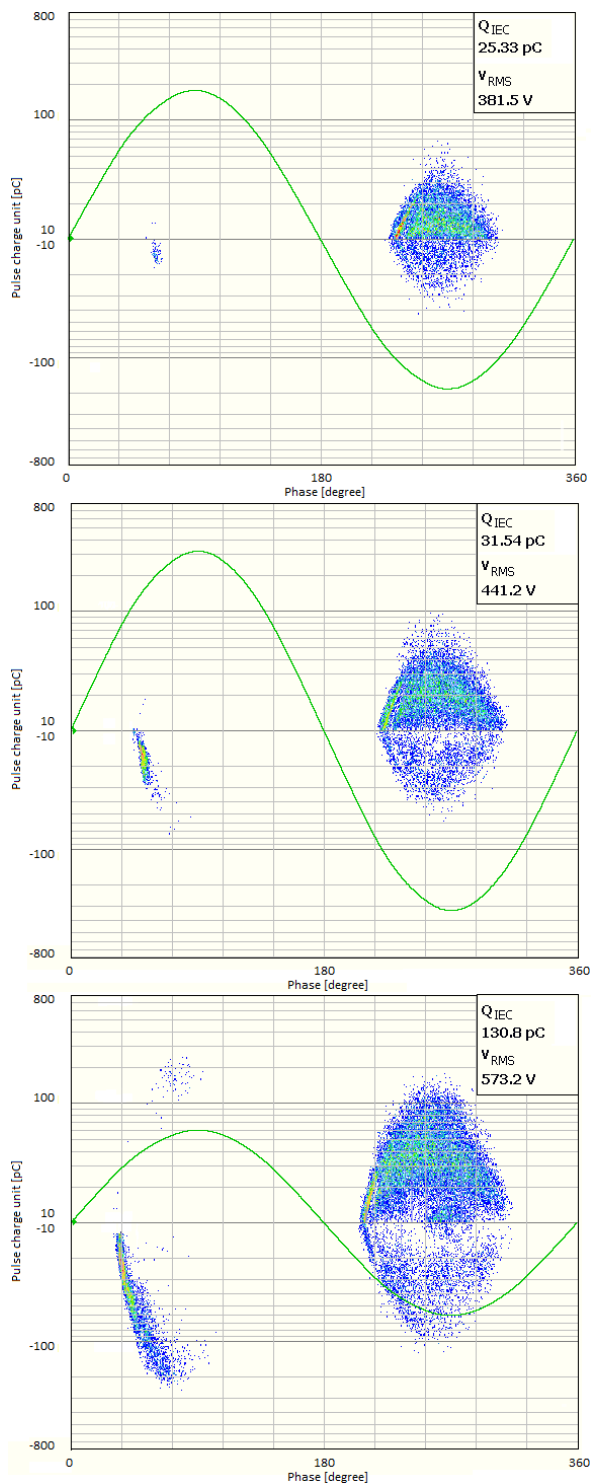 800
Q IEC
25.33 pC
V RMS
381.5 V
100
10
-10
-100
-800
Pulse charge unit [pC]
0
180
360
Phase [degree]
800
Q IEC
31.54 pC
V RMS
441.2 V
100
10
-10
-100
-800
Pulse charge unit [pC]
0
180
360
Phase [degree]
800
Q IEC
130.8 pC
V RMS
573.2 V
100
10
-10
-100
-800
Pulse charge unit [pC]
0
180
360
Phase [degree]